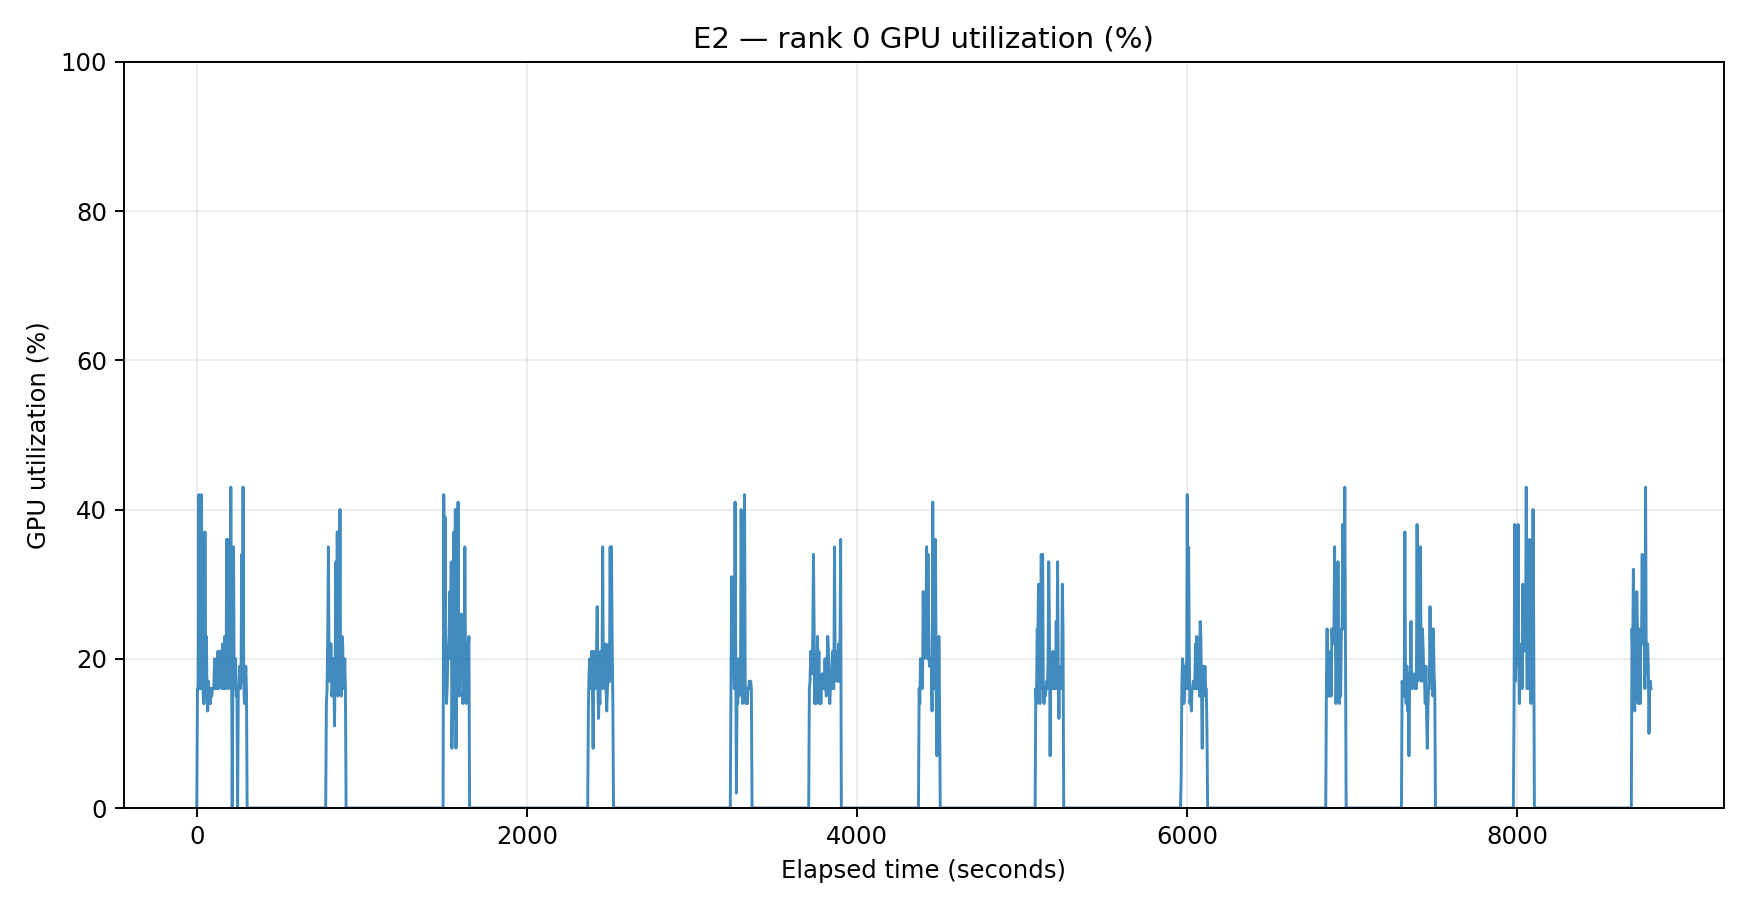 E2 — rank 0 GPU utilization (%)
100
80
60
40
20
0
GPU utilization (%)
0 2000 4000 6000 8000
Elapsed time (seconds)